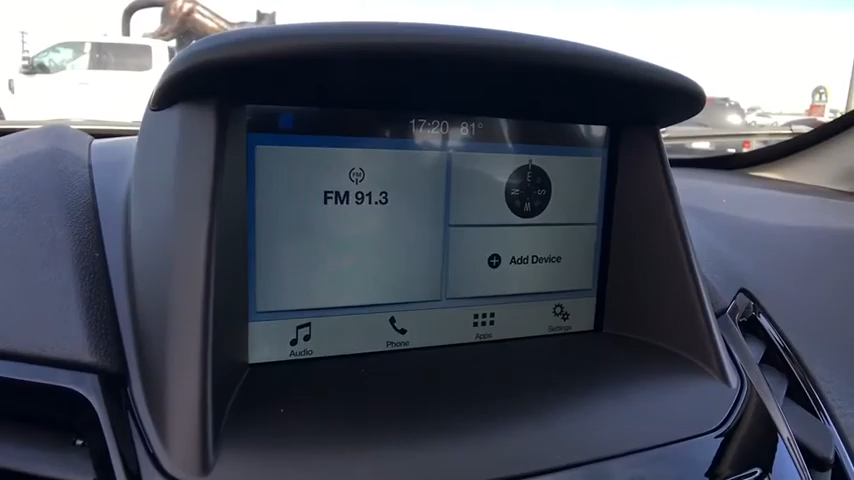 17:20 81°
FM
FM 91.3
E
N S
W
Add Device
Audio
Phone
Apps
Settings